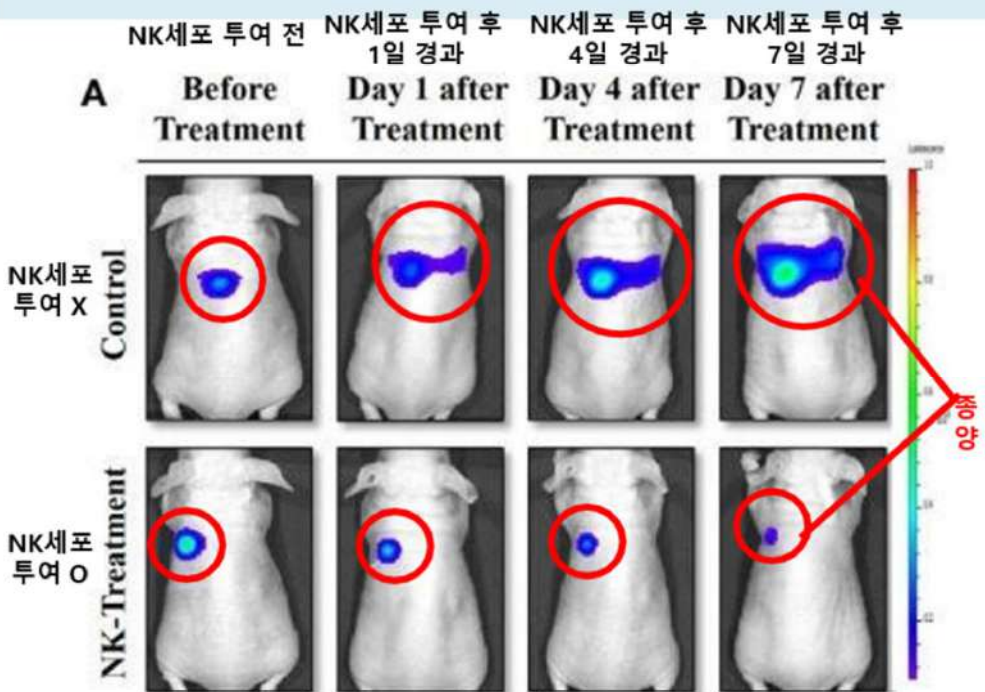 NK세포 투여 전
NK세포 투여 후
1일 경과
NK세포 투여 후
4일 경과
NK세포 투여 후
7일 경과
A
Before
Treatment
Day 1 after
Treatment
Day 4 after
Treatment
Day 7 after
Treatment
NK세포
투여 X
Control
종양
NK세포
투여 O
NK-Treatment